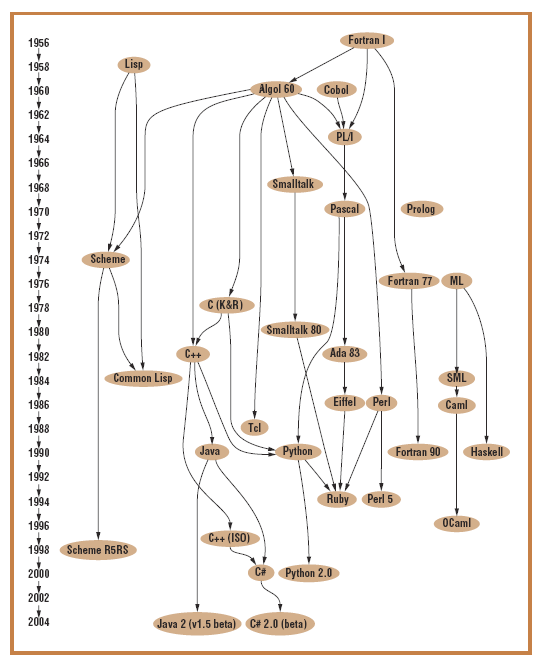 1956
Fortran I
1958
Lisp
1960
Algol 60
Cobol
1962
1964
PL/I
1966
1968
Smalltalk
1970
Pascal
Prolog
1972
1974
Scheme
1976
Fortran 77
ML
1978
C (K&R)
1980
Smalltalk 80
1982
C++
Ada 83
1984
Common Lisp
SML
1986
Eiffel
Perl
Caml
1988
Tcl
1990
Java
Python
Fortran 90
Haskell
1992
1994
Ruby
Perl 5
1996
OCaml
C++ (ISO)
1998
Scheme R5RS
2000
C#
Python 2.0
2002
2004
Java 2 (v1.5 beta)
C# 2.0 (beta)